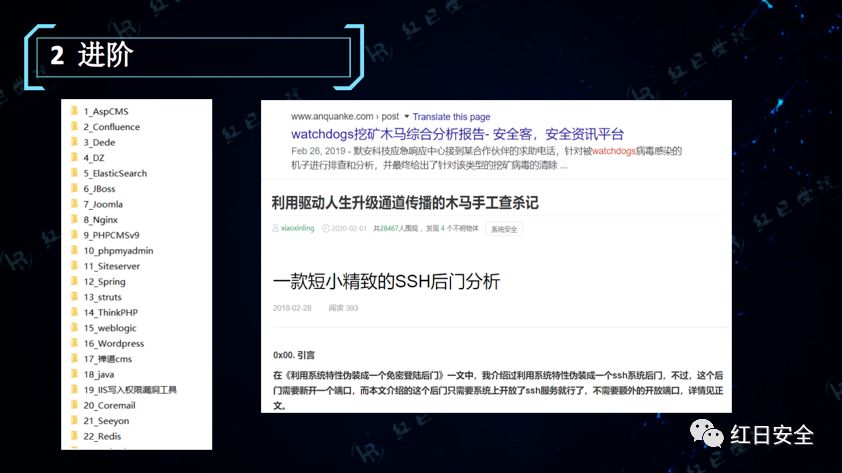 2 进阶
1_AspCMS
2_Confluence
3_Dede
4_DZ
5_ElasticSearch
6_JBoss
7_Joomla
8_Nginx
9_PHPCMSv9
10_phpmyadmin
11_Siteserver
12_Spring
13_struts
14_ThinkPHP
15_weblogic
16_Wordpress
17_禅道cms
18_java
19_IIS写入权限漏洞工具
20_Coremail
21_Seeyon
22_Redis
www.anquanke.com › post ▾ Translate this page
watchdogs挖矿木马综合分析报告- 安全客，安全资讯平台
Feb 26, 2019 - 默安科技应急响应中心接到某合作伙伴的求助电话，针对被watchdogs病毒感染的
机子进行排查和分析，并最终给出了针对该类型的挖矿病毒的清除 ...
利用驱动人生升级通道传播的木马手工查杀记
xiaoxinling 2020-02-01 共28467人围观 ，发现 4 个不明物体 系统安全
一款短小精致的SSH后门分析
2018-02-28 阅读 393
0x00. 引言
在《利用系统特性伪装成一个免密登陆后门》一文中，我介绍过利用系统特性伪装成一个ssh系统后门，不过，这个后
门需要新开一个端口，而本文介绍的这个后门只需要系统上开放了ssh服务就行了，不需要额外的开放端口，详情见正
文。
红日安全